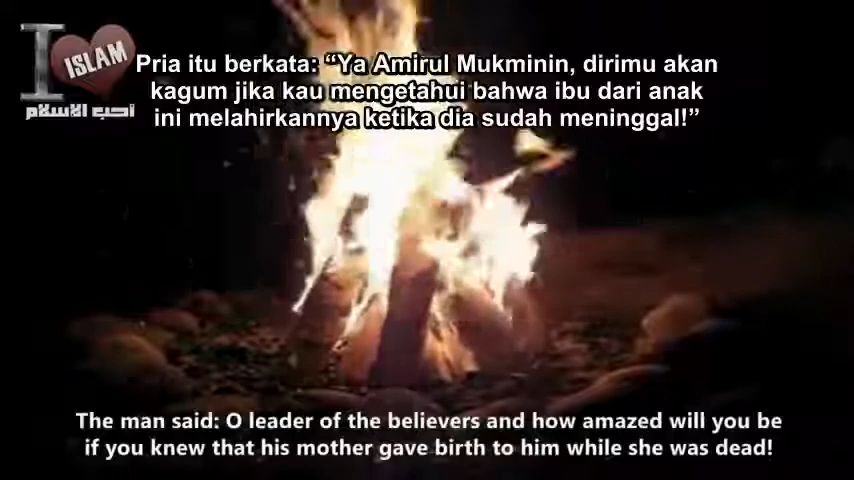 I
ISLAM
أحب الاسلام
Pria itu berkata: “Ya Amirul Mukminin, dirimu akan
kagum jika kau mengetahui bahwa ibu dari anak
ini melahirkannya ketika dia sudah meninggal!”
The man said: O leader of the believers and how amazed will you be
if you knew that his mother gave birth to him while she was dead!